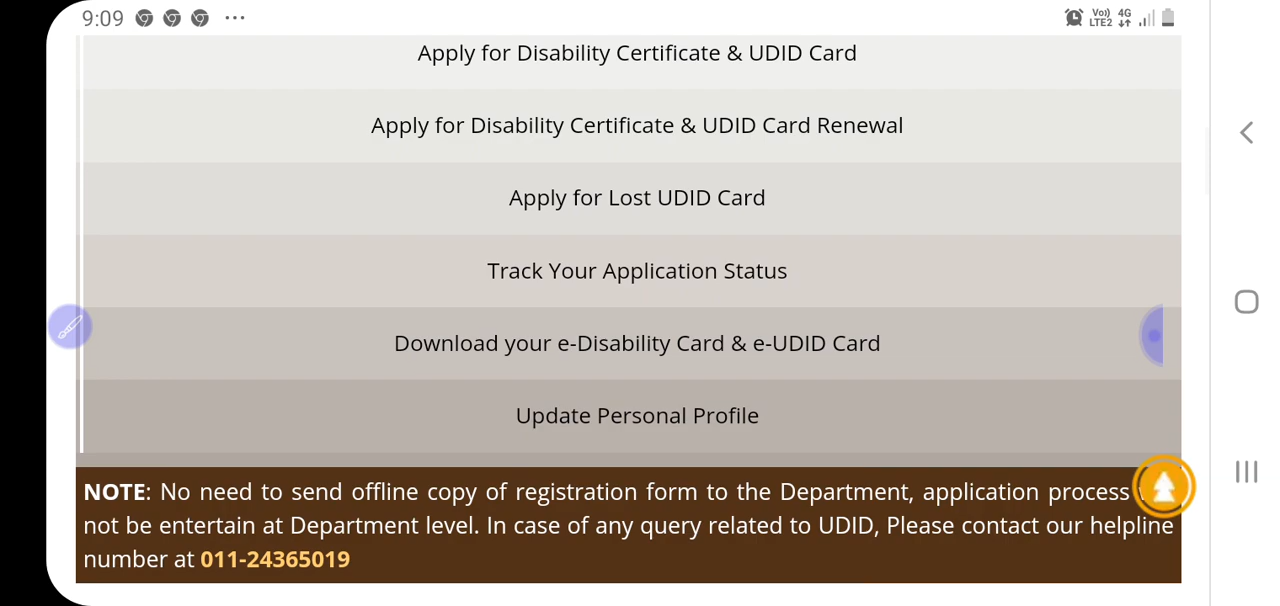 9:09 Vo)) LTE2 4G
Apply for Disability Certificate & UDID Card
Apply for Disability Certificate & UDID Card Renewal
Apply for Lost UDID Card
Track Your Application Status
Download your e-Disability Card & e-UDID Card
Update Personal Profile
NOTE: No need to send offline copy of registration form to the Department, application process
not be entertain at Department level. In case of any query related to UDID, Please contact our helpline
number at 011-24365019